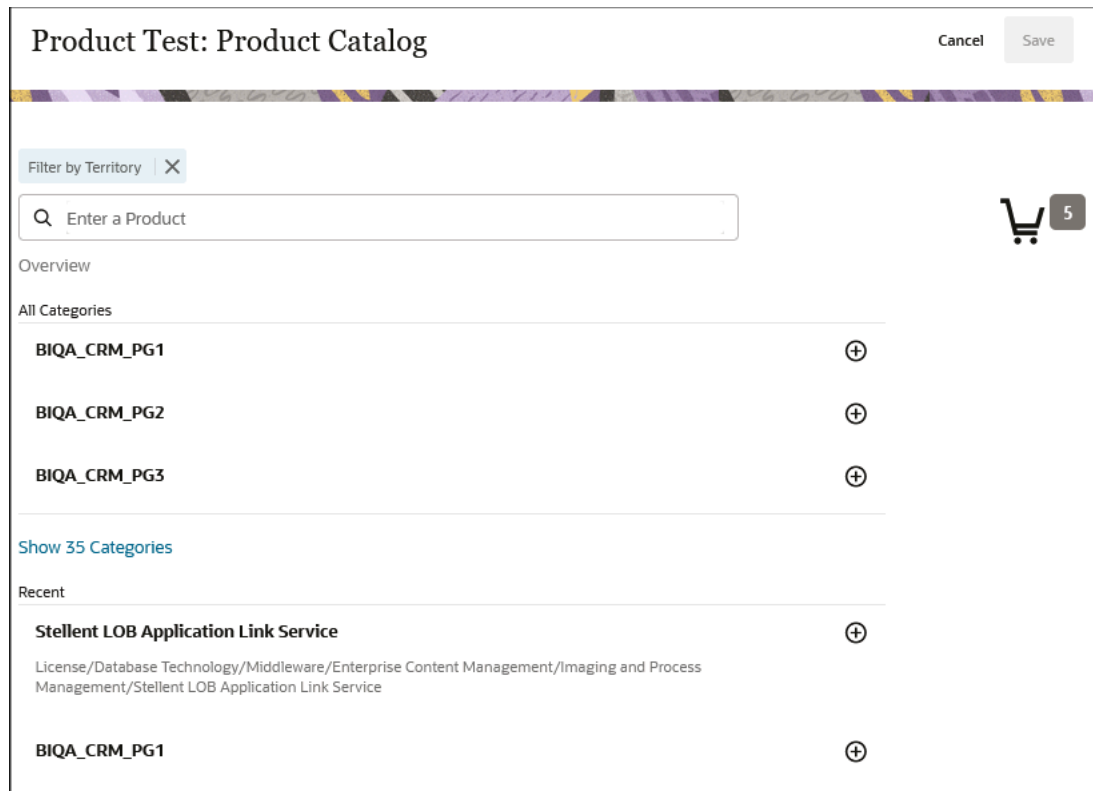 Product Test: Product Catalog
Cancel
Save
Filter by Territory
Enter a Product
5
Overview
All Categories
BIQA_CRM_PG1
BIQA_CRM_PG2
BIQA_CRM_PG3
Show 35 Categories
Recent
Stellent LOB Application Link Service
License/Database Technology/Middleware/Enterprise Content Management/Imaging and Process
Management/Stellent LOB Application Link Service
BIQA_CRM_PG1